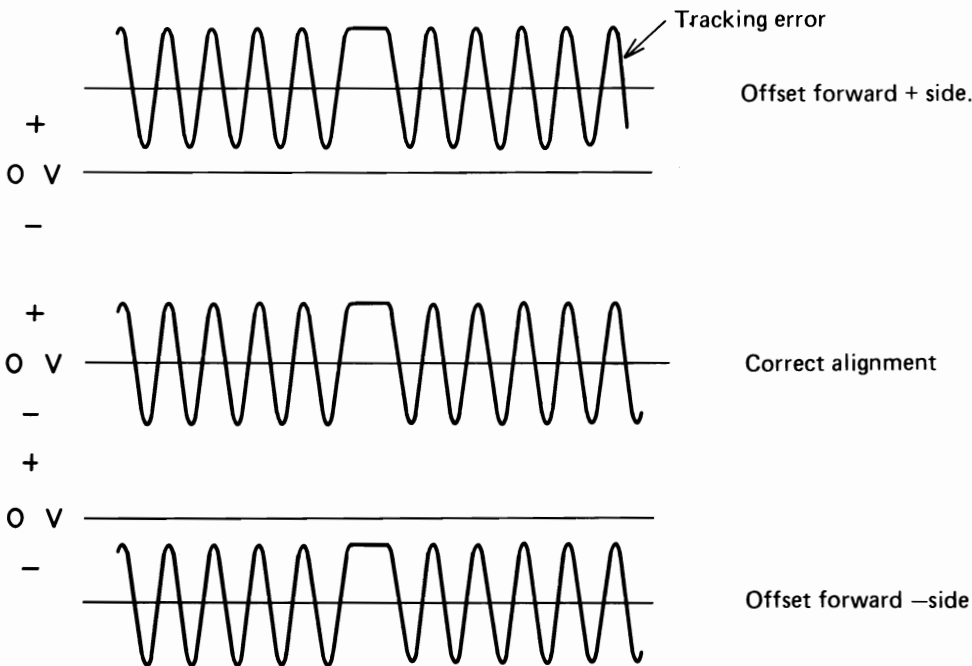 Tracking error
Offset forward + side.
+
O V
−
+
O V
−
Correct alignment
+
O V
−
Offset forward −side